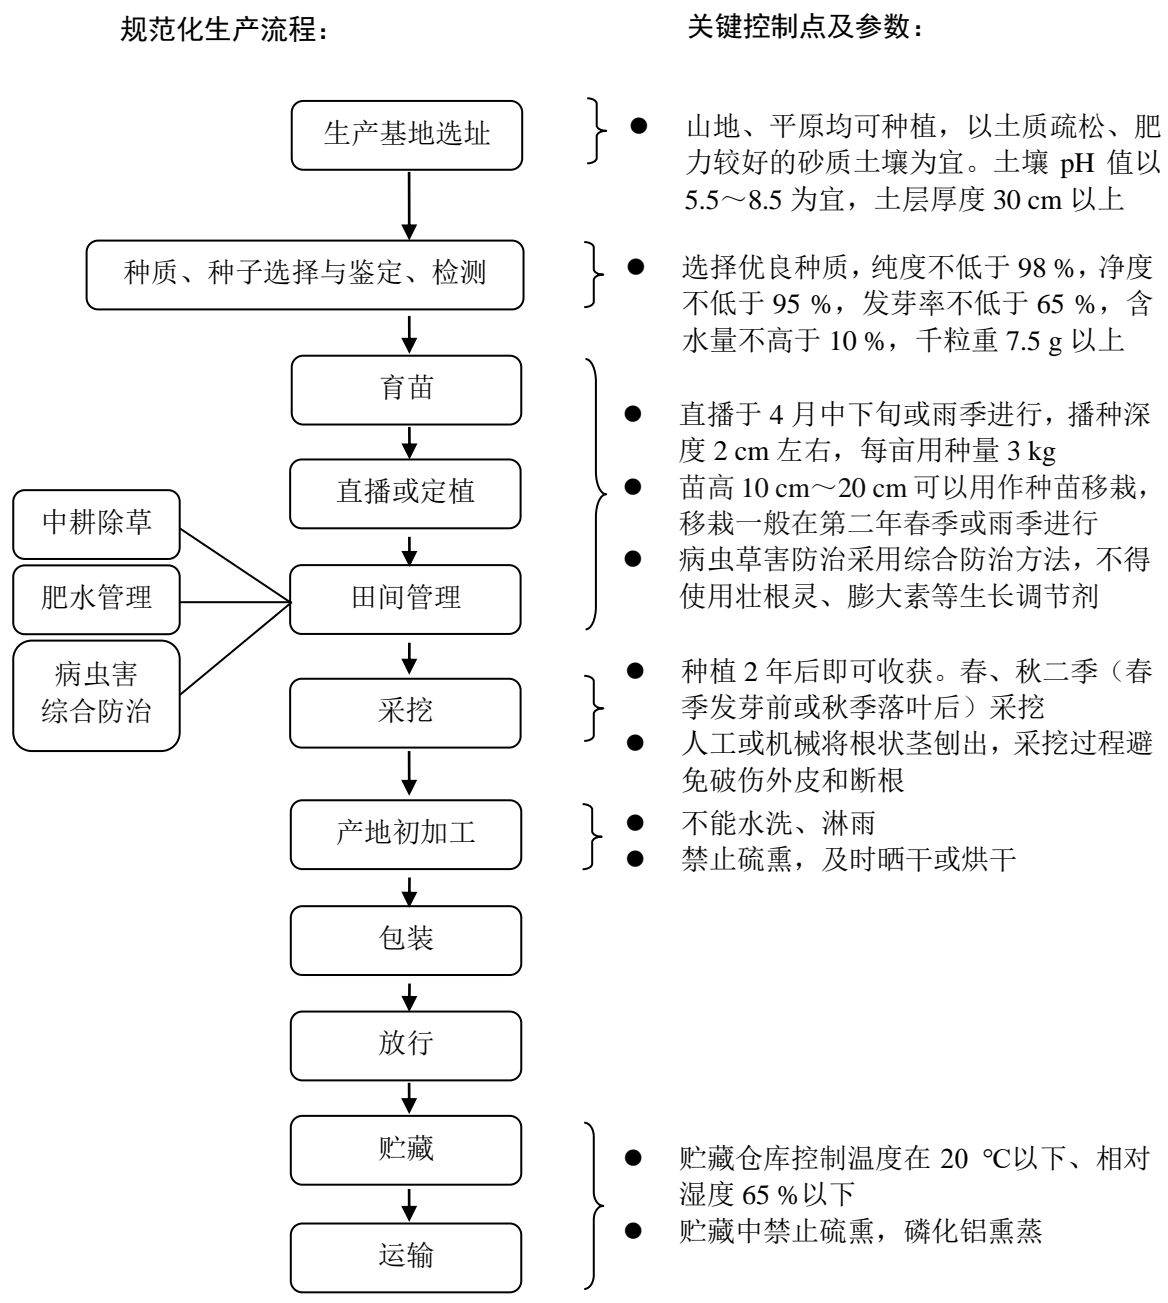 规范化生产流程：
关键控制点及参数：
生产基地选址
● 山地、平原均可种植，以土质疏松、肥
力较好的砂质土壤为宜。土壤 pH 值以
5.5～8.5 为宜，土层厚度 30 cm 以上
种质、种子选择与鉴定、检测
● 选择优良种质，纯度不低于 98 %，净度
不低于 95 %，发芽率不低于 65 %，含
水量不高于 10 %，千粒重 7.5 g 以上
育苗
直播或定植
中耕除草
肥水管理
病虫害
综合防治
田间管理
● 直播于 4 月中下旬或雨季进行，播种深
度 2 cm 左右，每亩用种量 3 kg
● 苗高 10 cm～20 cm 可以用作种苗移栽，
移栽一般在第二年春季或雨季进行
● 病虫草害防治采用综合防治方法，不得
使用壮根灵、膨大素等生长调节剂
采挖
● 种植 2 年后即可收获。春、秋二季（春
季发芽前或秋季落叶后）采挖
● 人工或机械将根状茎刨出，采挖过程避
免破伤外皮和断根
产地初加工
● 不能水洗、淋雨
● 禁止硫熏，及时晒干或烘干
包装
放行
贮藏
运输
● 贮藏仓库控制温度在 20 ℃以下、相对
湿度 65 %以下
● 贮藏中禁止硫熏，磷化铝熏蒸